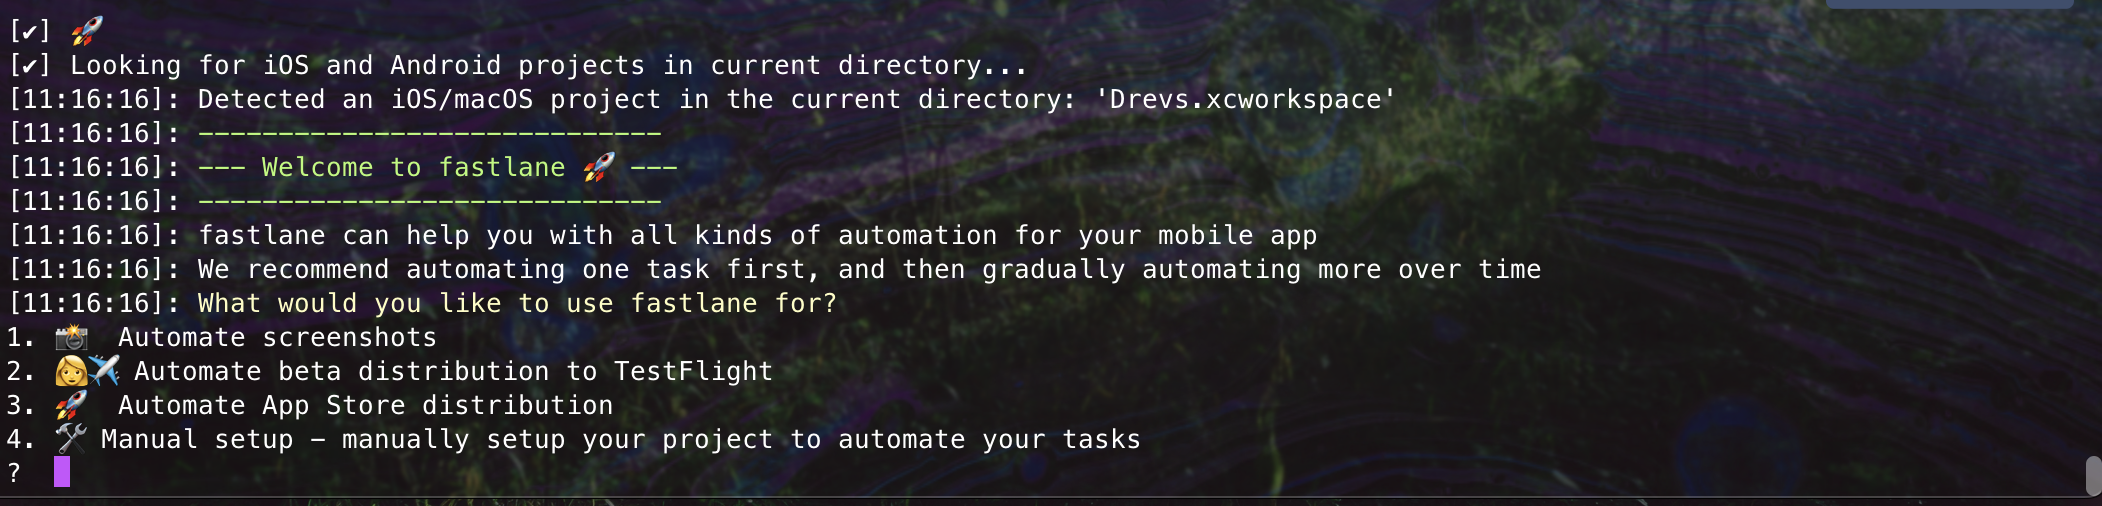 [✔] 🚀
[✔] Looking for iOS and Android projects in current directory...
[11:16:16]: Detected an iOS/macOS project in the current directory: 'Drevs.xcworkspace'
[11:16:16]: -----------------------------
[11:16:16]: --- Welcome to fastlane 🚀 ---
[11:16:16]: -----------------------------
[11:16:16]: fastlane can help you with all kinds of automation for your mobile app
[11:16:16]: We recommend automating one task first, and then gradually automating more over time
[11:16:16]: What would you like to use fastlane for?
1. 📸  Automate screenshots
2. 👩‍✈️ Automate beta distribution to TestFlight
3. 🚀  Automate App Store distribution
4. 🛠 Manual setup - manually setup your project to automate your tasks
?